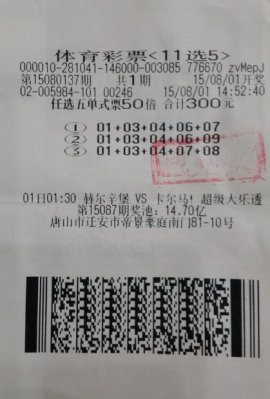 体育彩票<11选5>
000010-281041-146000-003085 776670 zvMepJ
第15080137期 共1期 15/08/01开奖
02-005984-101 00246 15/08/01 14:52:40
任选五单式票50倍 合计300元
① 01+03+04+06+07
② 01+03+04+06+09
③ 01+03+04+07+08
01日01:30 赫尔辛堡 VS 卡尔马! 超级大乐透
第15087期奖池: 14.70亿
唐山市迁安市帝景豪庭南门81-10号